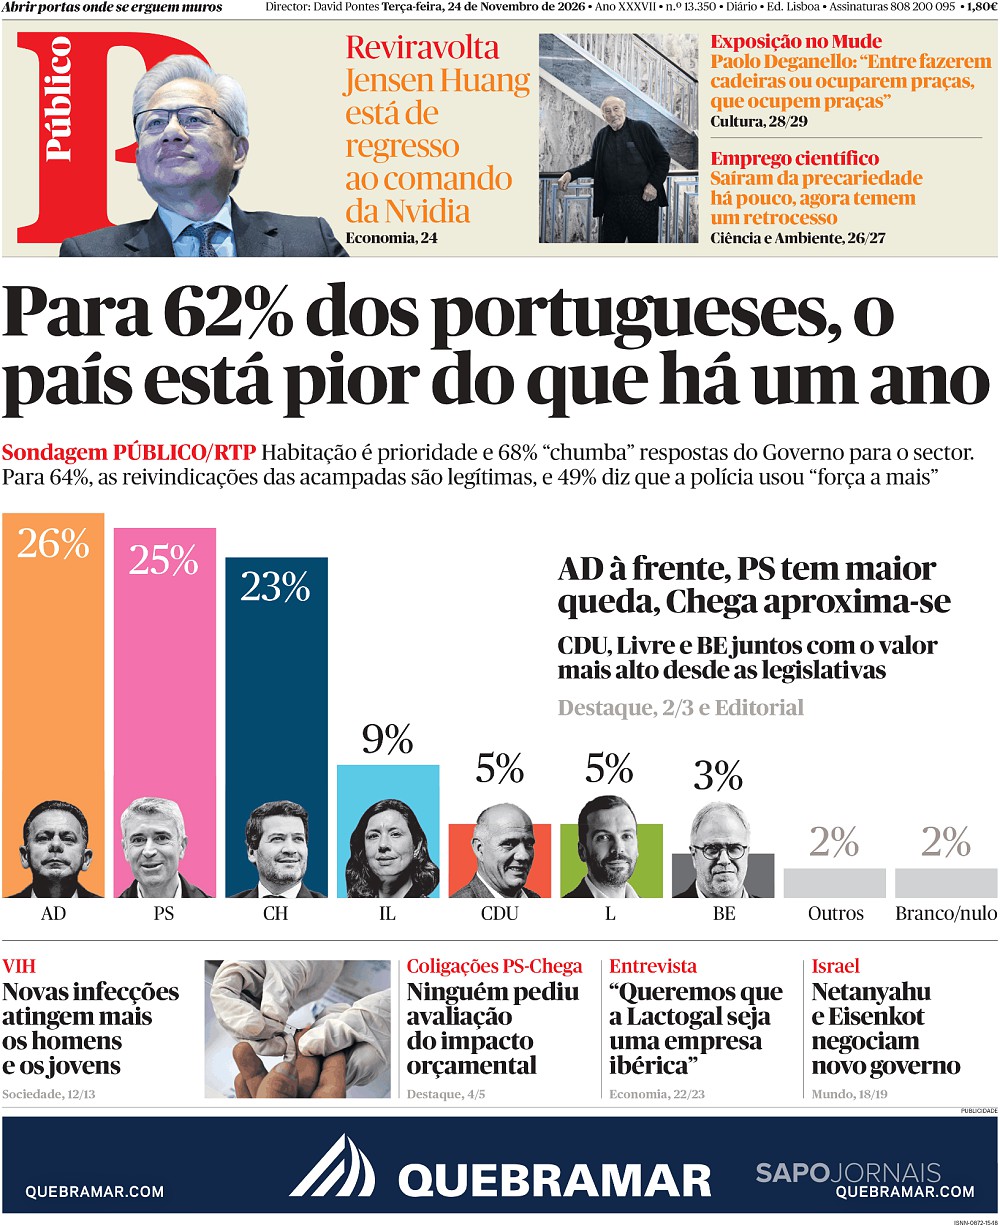 Abrir portas onde se erguem muros
Director: David Pontes Terça-feira, 24 de Novembro de 2026 • Ano XXXVII • n.º 13.350 • Diário • Ed. Lisboa • Assinaturas 808 200 095 • 1,80€
Público
Reviravolta
Jensen Huang
está de
regresso
ao comando
da Nvidia
Economia, 24
Exposição no Mude
Paolo Deganello: “Entre fazerem
cadeiras ou ocuparem praças,
que ocupem praças”
Cultura, 28/29
Emprego científico
Saíram da precariedade
há pouco, agora temem
um retrocesso
Ciência e Ambiente, 26/27
Para 62% dos portugueses, o
país está pior do que há um ano
Sondagem PÚBLICO/RTP Habitação é prioridade e 68% “chumba” respostas do Governo para o sector.
Para 64%, as reivindicações das acampadas são legítimas, e 49% diz que a polícia usou “força a mais”
26%
25%
23%
9%
5%
5%
3%
2%
2%
AD à frente, PS tem maior
queda, Chega aproxima-se
CDU, Livre e BE juntos com o valor
mais alto desde as legislativas
Destaque, 2/3 e Editorial
AD
PS
CH
IL
CDU
L
BE
Outros
Branco/nulo
VIH
Novas infecções
atingem mais
os homens
e os jovens
Sociedade, 12/13
Coligações PS-Chega
Ninguém pediu
avaliação
do impacto
orçamental
Destaque, 4/5
Entrevista
“Queremos que
a Lactogal seja
uma empresa
ibérica”
Economia, 22/23
Israel
Netanyahu
e Eisenkot
negociam
novo governo
Mundo, 18/19
PUBLICIDADE
QUEBRAMAR.COM
QUEBRAMAR
SAPOJORNAIS
QUEBRAMAR.COM
ISNN-0872-1548